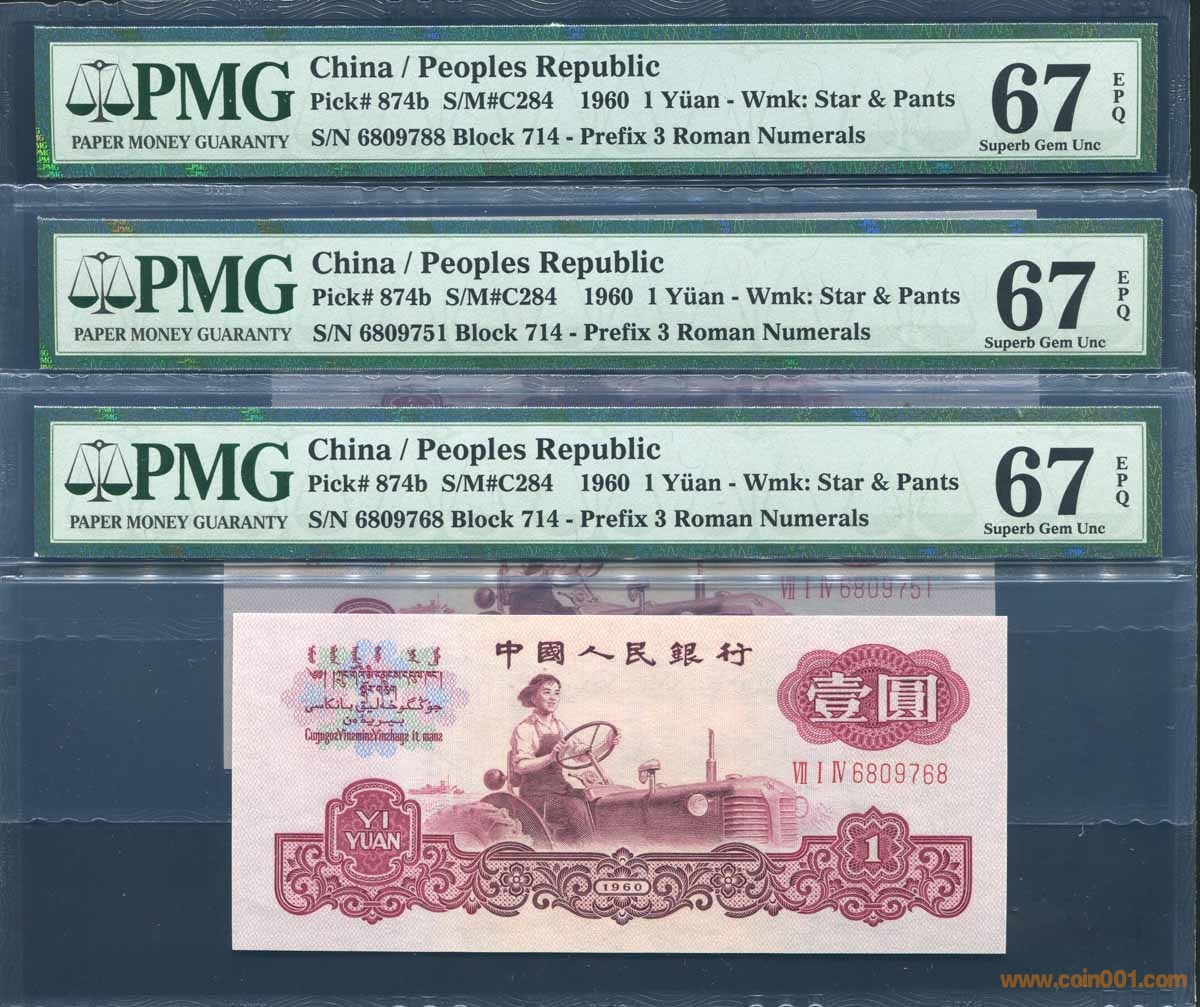 PMG
PAPER MONEY GUARANTY
China / Peoples Republic
Pick# 874b S/M#C284 1960 1 Yüan - Wmk: Star & Pants
S/N 6809788 Block 714 - Prefix 3 Roman Numerals
67
EPQ
Superb Gem Unc
PMG
PAPER MONEY GUARANTY
China / Peoples Republic
Pick# 874b S/M#C284 1960 1 Yüan - Wmk: Star & Pants
S/N 6809751 Block 714 - Prefix 3 Roman Numerals
67
EPQ
Superb Gem Unc
PMG
PAPER MONEY GUARANTY
China / Peoples Republic
Pick# 874b S/M#C284 1960 1 Yüan - Wmk: Star & Pants
S/N 6809768 Block 714 - Prefix 3 Roman Numerals
67
EPQ
Superb Gem Unc
VII I IV 6809751
中國人民銀行
壹圓
VII I IV 6809768
YI
YUAN
1
1960
www.coin001.com